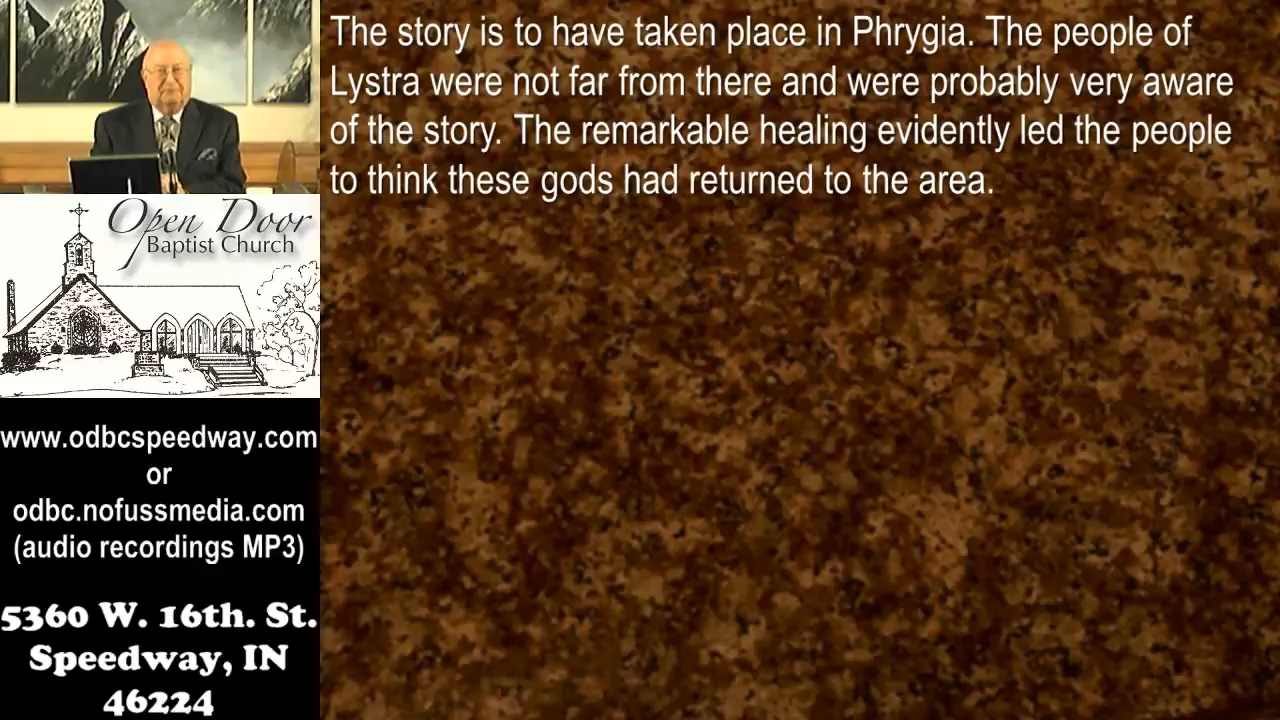 The story is to have taken place in Phrygia. The people of
Lystra were not far from there and were probably very aware
of the story. The remarkable healing evidently led the people
to think these gods had returned to the area.
Open Door
Baptist Church
www.odbcspeedway.com
or
odbc.nofussmedia.com
(audio recordings MP3)
5360 W. 16th. St.
Speedway, IN
46224